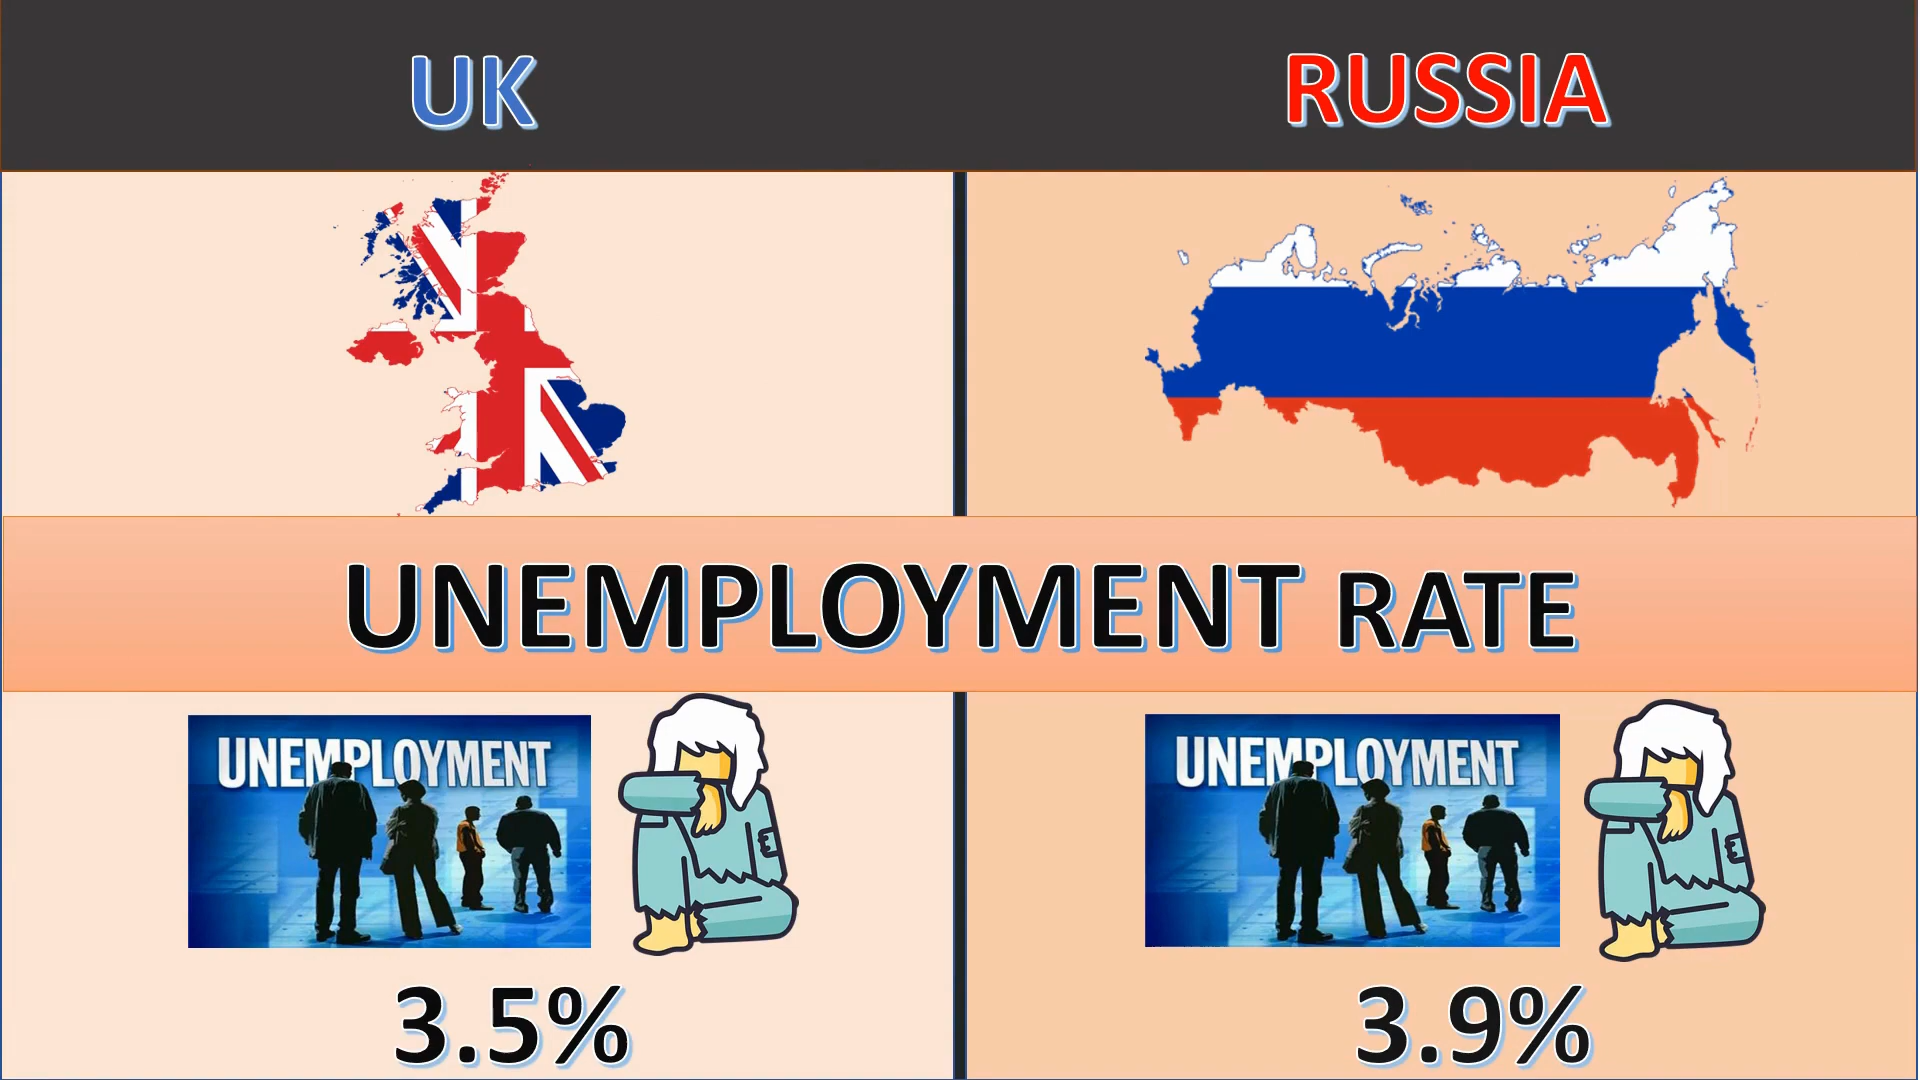 UK
RUSSIA
UNEMPLOYMENT RATE
UNEMPLOYMENT
UNEMPLOYMENT
3.5%
3.9%